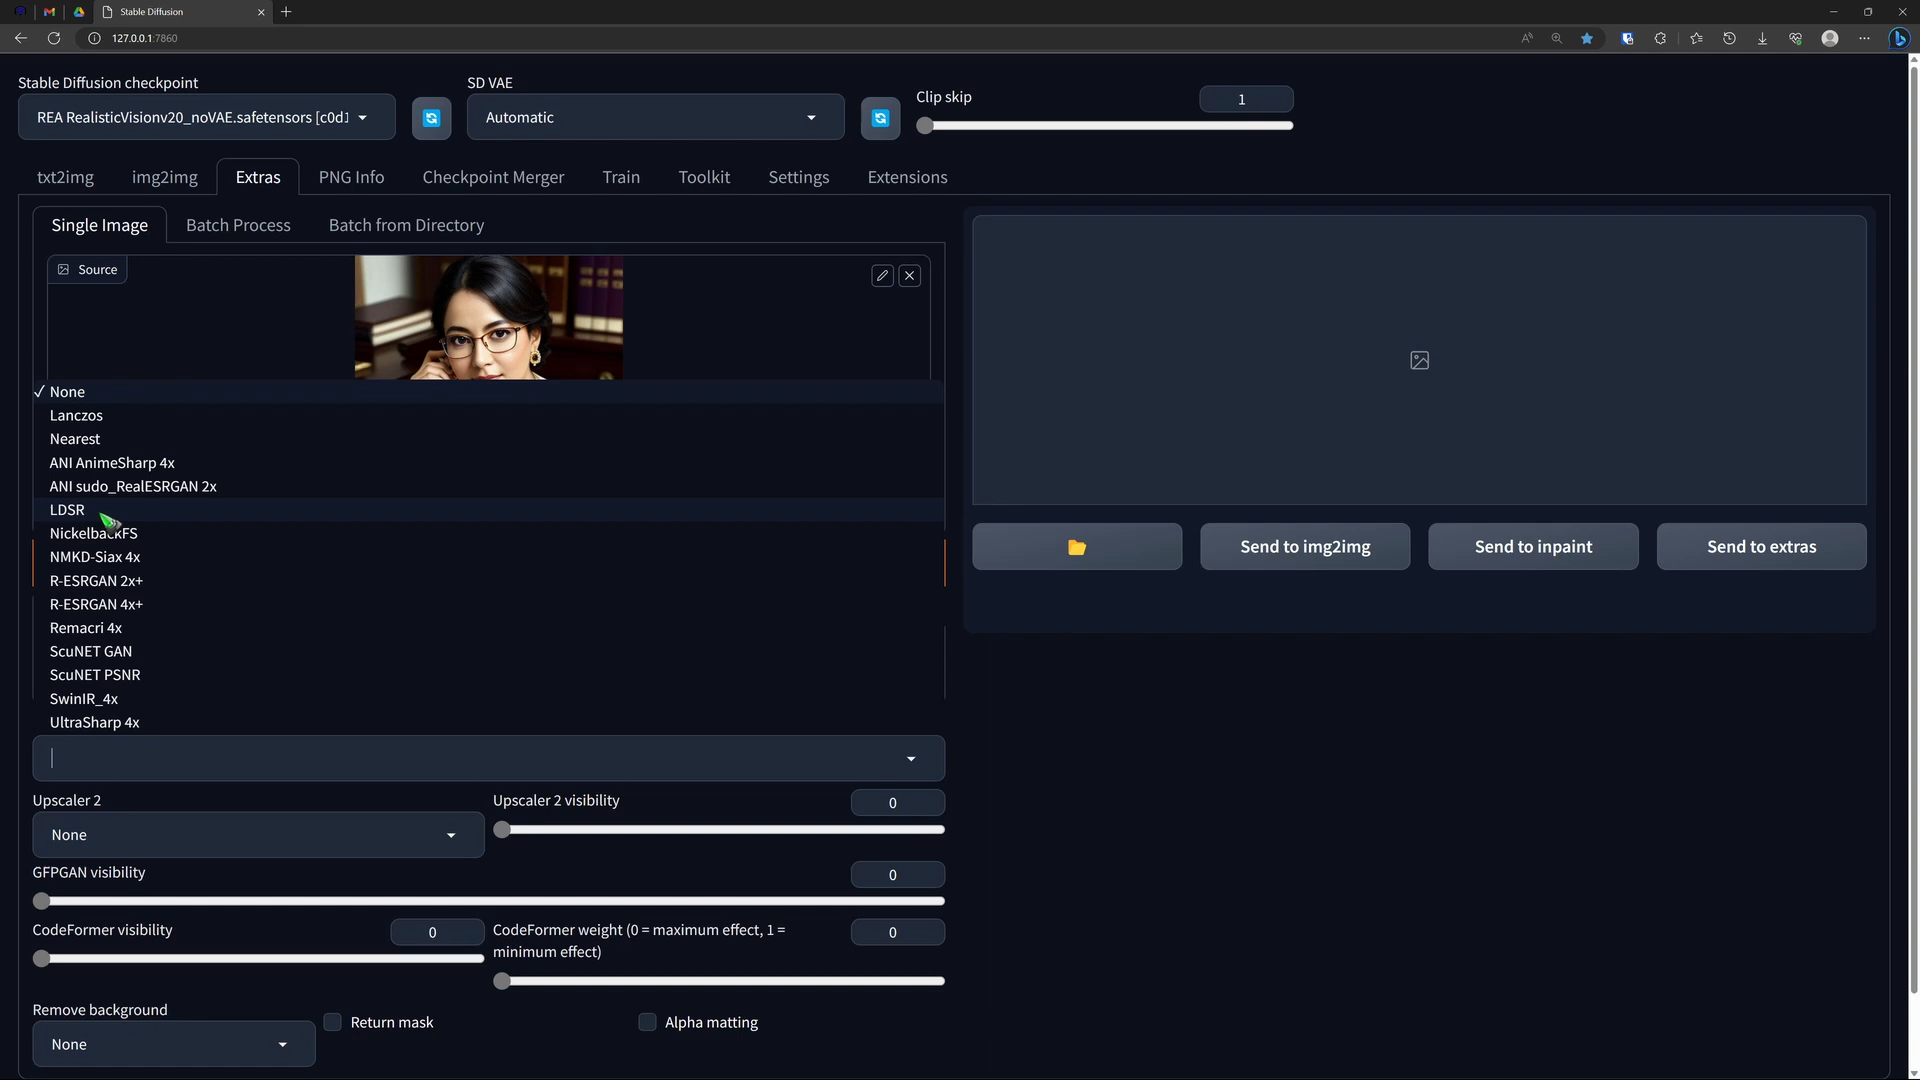 Stable Diffusion
127.0.0.1:7860
Stable Diffusion checkpoint
SD VAE
Clip skip
1
REA RealisticVisionv20_noVAE.safetensors [c0d1
Automatic
txt2img
img2img
Extras
PNG Info
Checkpoint Merger
Train
Toolkit
Settings
Extensions
Single Image
Batch Process
Batch from Directory
Source
None
Lanczos
Nearest
ANI AnimeSharp 4x
ANI sudo_RealESRGAN 2x
LDSR
NickelbackFS
NMKD-Siax 4x
R-ESRGAN 2x+
R-ESRGAN 4x+
Remacri 4x
ScuNET GAN
ScuNET PSNR
SwinIR_4x
UltraSharp 4x
Send to img2img
Send to inpaint
Send to extras
Upscaler 2
None
Upscaler 2 visibility
0
GFPGAN visibility
0
CodeFormer visibility
0
CodeFormer weight (0 = maximum effect, 1 =
minimum effect)
0
Remove background
None
Return mask
Alpha matting